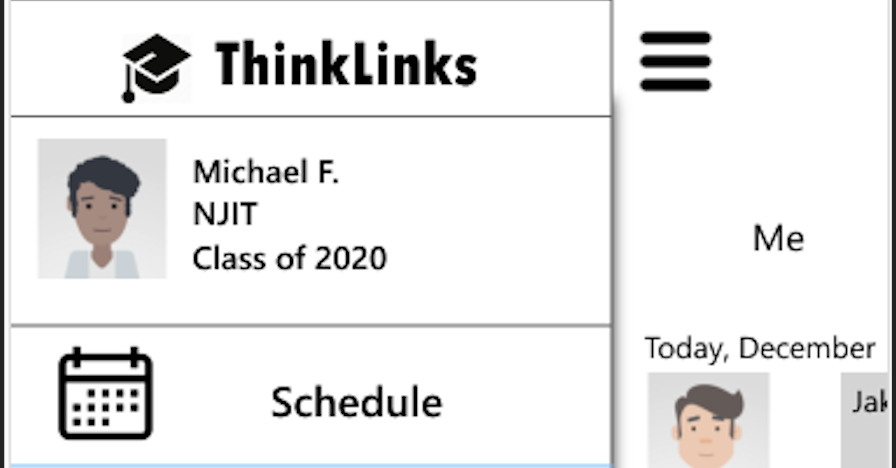 ThinkLinks
Michael F.
NJIT
Class of 2020
Schedule
Me
Today, December